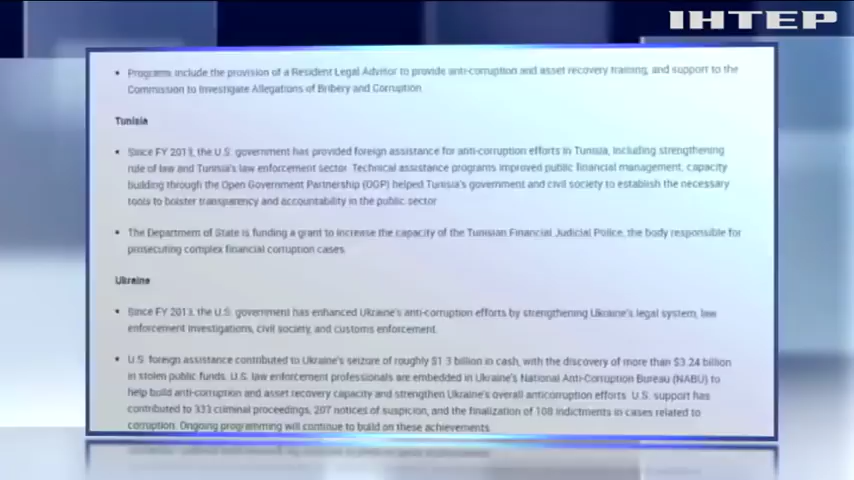 ІНТЕР
• Programs include the provision of a Resident Legal Advisor to provide anti-corruption and asset recovery training, and support to the
Commission to Investigate Allegations of Bribery and Corruption.
Tunisia
• Since FY 2013, the U.S. government has provided foreign assistance for anti-corruption efforts in Tunisia, including strengthening
rule of law and Tunisia's law enforcement sector. Technical assistance programs improved public financial management; capacity
building through the Open Government Partnership (OGP) helped Tunisia's government and civil society to establish the necessary
tools to bolster transparency and accountability in the public sector.
• The Department of State is funding a grant to increase the capacity of the Tunisian Financial Judicial Police, the body responsible for
prosecuting complex financial corruption cases.
Ukraine
• Since FY 2013, the U.S. government has enhanced Ukraine's anti-corruption efforts by strengthening Ukraine's legal system, law
enforcement investigations, civil society, and customs enforcement.
• U.S. foreign assistance contributed to Ukraine's seizure of roughly $1.3 billion in cash, with the discovery of more than $3.24 billion
in stolen public funds. U.S. law enforcement professionals are embedded in Ukraine's National Anti-Corruption Bureau (NABU) to
help build anti-corruption and asset recovery capacity and strengthen Ukraine's overall anticorruption efforts. U.S. support has
contributed to 333 criminal proceedings, 207 notices of suspicion, and the finalization of 108 indictments in cases related to
corruption. Ongoing programming will continue to build on these achievements.